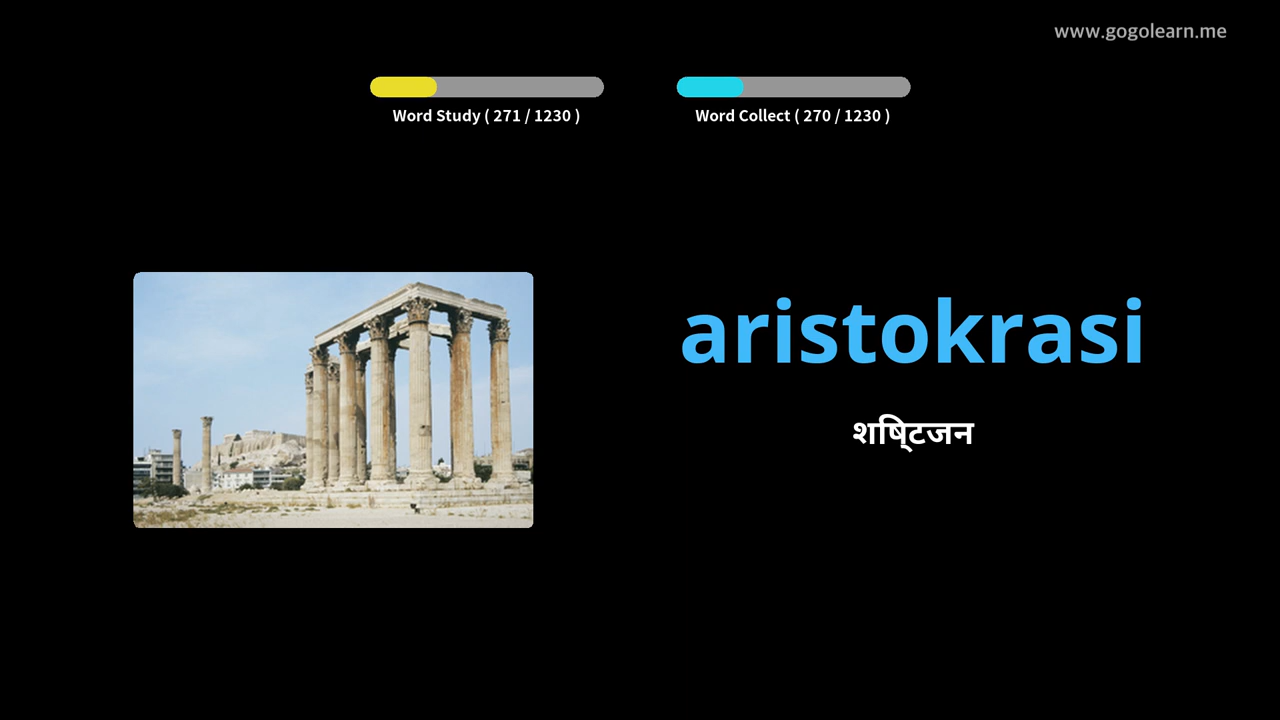 www.gogolearn.me
Word Study ( 271 / 1230 )
Word Collect ( 270 / 1230 )
aristokrasi
शिष्टजन